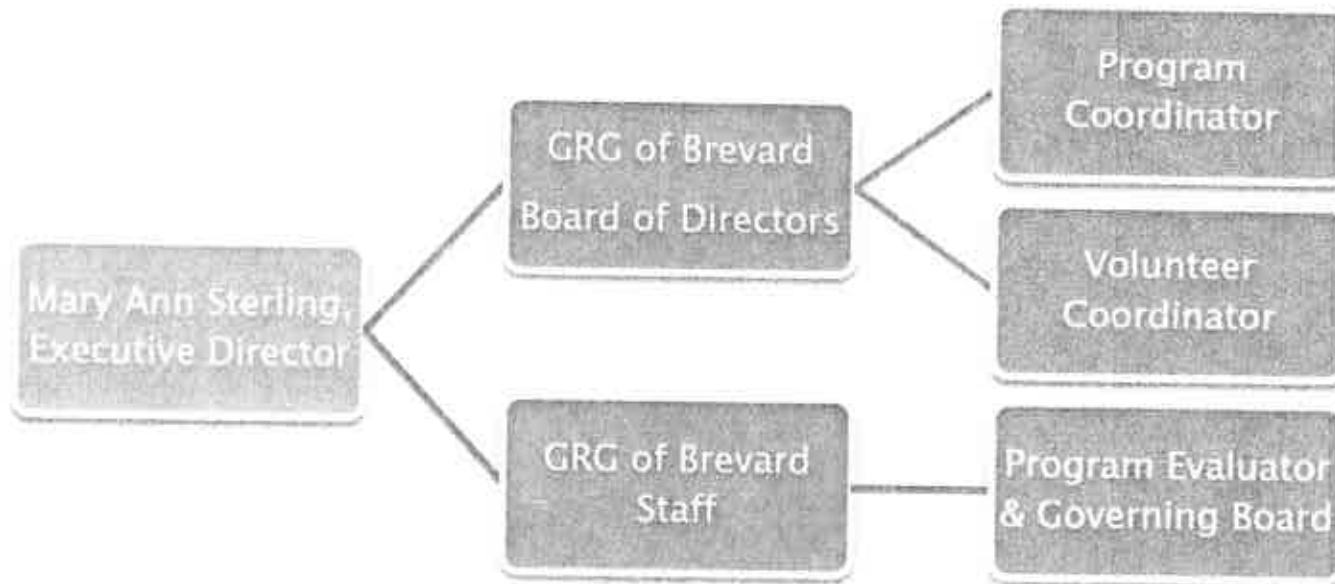 Mary Ann Sterling,
Executive Director
GRG of Brevard
Board of Directors
GRG of Brevard
Staff
Program
Coordinator
Volunteer
Coordinator
Program Evaluator
& Governing Board